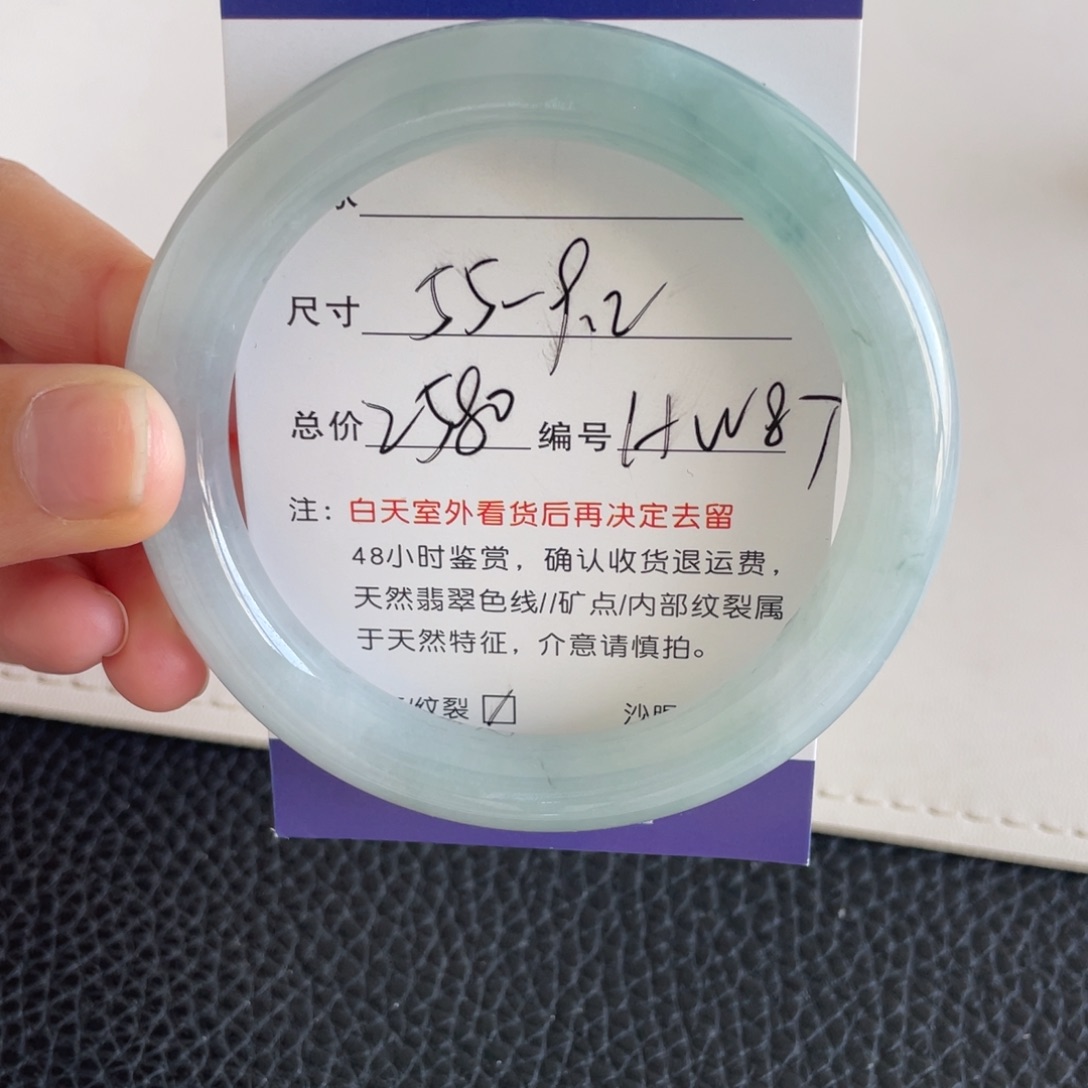 尺寸 55-9.2
总价 2580 编号 HW87
注：白天室外看货后再决定去留
48小时鉴赏，确认收货退运费，
天然翡翠色线//矿点/内部纹裂属
于天然特征，介意请慎拍。
/纹裂